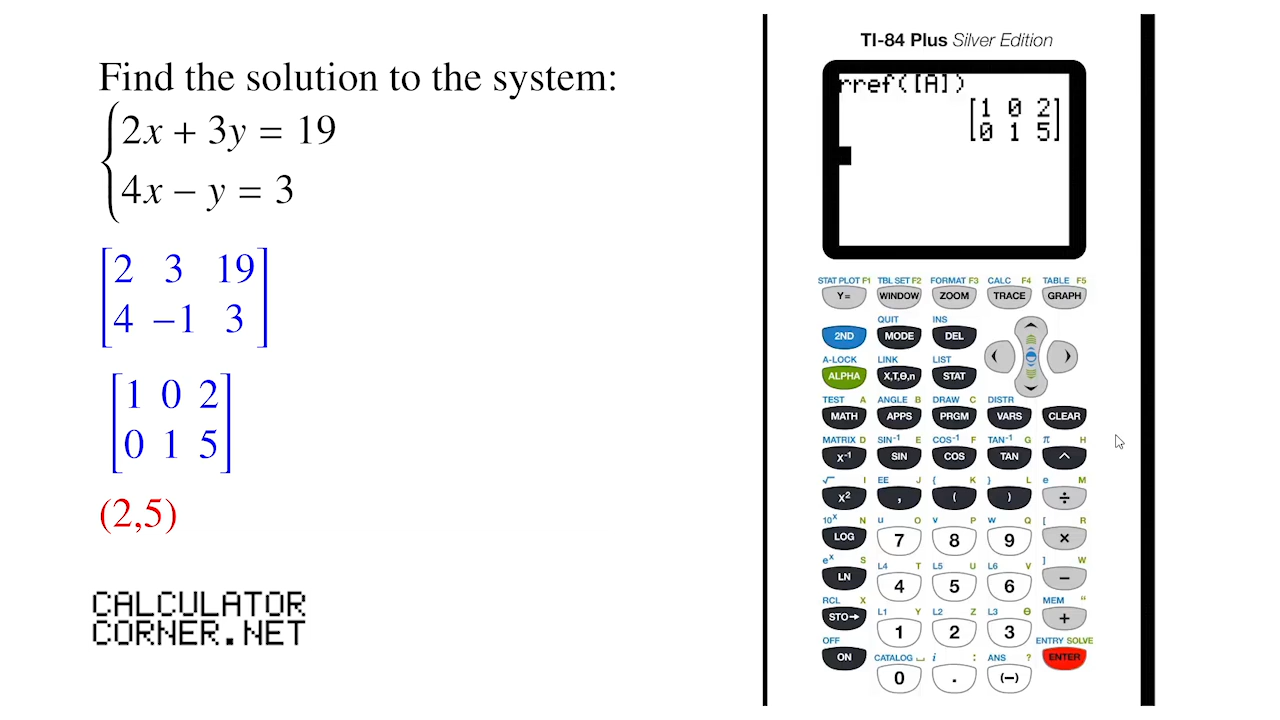 Find the solution to the system:
2x + 3y = 19
4x − y = 3
[2 3 19]
[4 −1 3]
[1 0 2]
[0 1 5]
(2,5)
CALCULATOR
CORNER.NET
TI-84 Plus Silver Edition
rref([A])
[1 0 2]
[0 1 5]
STAT PLOT F1 TBL SET F2 FORMAT F3 CALC F4 TABLE F5
Y= WINDOW ZOOM TRACE GRAPH
QUIT INS
2ND MODE DEL
A-LOCK LINK LIST
ALPHA X,T,Θ,n STAT
TEST A ANGLE B DRAW C DISTR
MATH APPS PRGM VARS CLEAR
MATRIX D SIN⁻¹ E COS⁻¹ F TAN⁻¹ G π H
x⁻¹ SIN COS TAN ^
√ I EE J { K } L e M
x² , ( ) ÷
10ˣ N u O v P w Q [ R
LOG 7 8 9 ×
eˣ S L4 T L5 U L6 V ] W
LN 4 5 6 −
RCL X L1 Y L2 Z L3 Θ MEM “
STO→ 1 2 3 +
OFF CATALOG ⎵ i : ANS ? ENTRY SOLVE
ON 0 . (−) ENTER